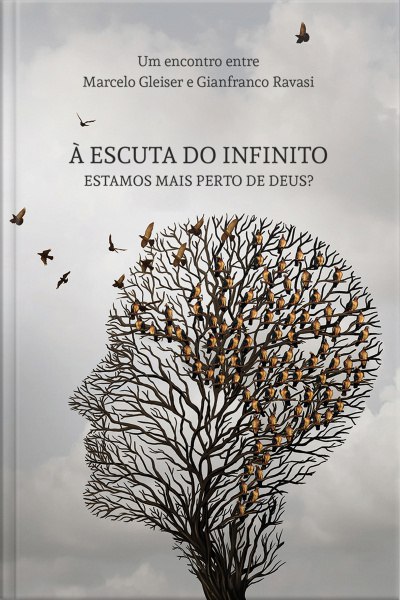 Um encontro entre
Marcelo Gleiser e Gianfranco Ravasi
À ESCUTA DO INFINITO
ESTAMOS MAIS PERTO DE DEUS?